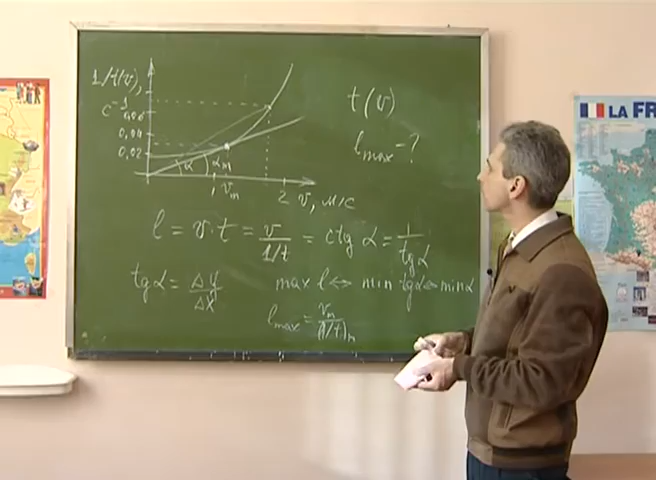 1/t(v),
c⁻¹
0,06
0,04
0,02
α αm
vm
2 v, м/с
t(v)
lmax - ?
l = v·t = v/(1/t) = ctg α = 1/tg α
tg α = Δy/Δx
max l ↔ min tg α ↔ min α
lmax = vm/(1/t)m
LA FR